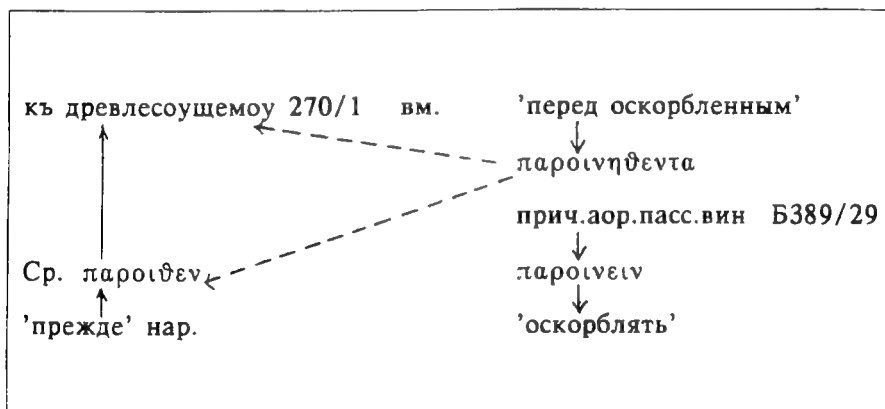 къ древлесоущемоу 270/1 вм. 'перед оскорбленным'
παροινηθεντα
прич.аор.пасс.вин Б389/29
Ср. παροιθεν παροινειν
'прежде' нар. 'оскорблять'